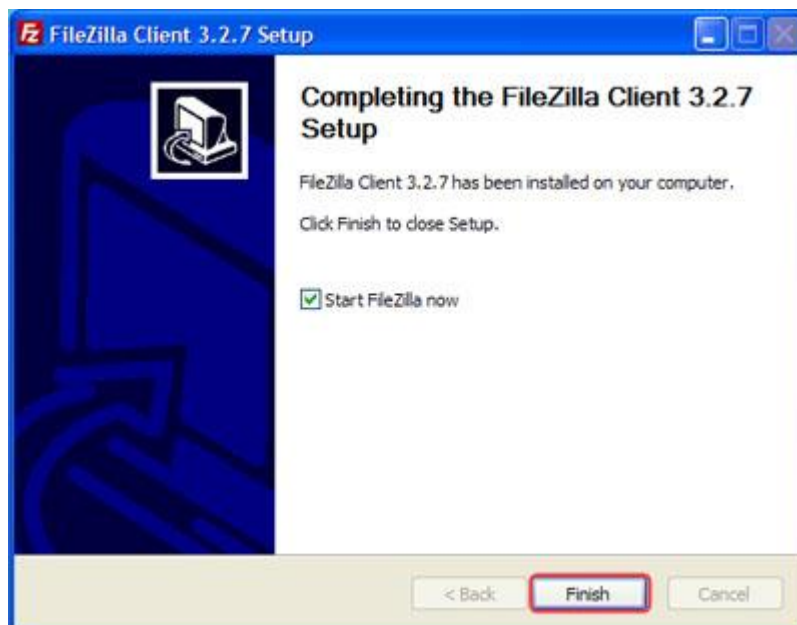 FileZilla Client 3.2.7 Setup
Completing the FileZilla Client 3.2.7
Setup
FileZilla Client 3.2.7 has been installed on your computer.
Click Finish to close Setup.
Start FileZilla now
< Back Finish Cancel